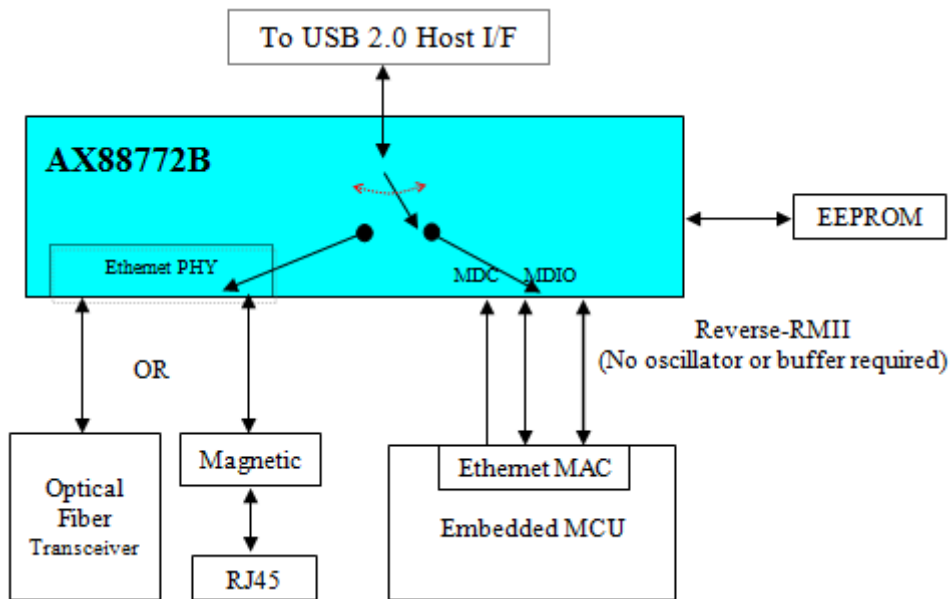 To USB 2.0 Host I/F
AX88772B
EEPROM
Ethernet PHY
MDC
MDIO
Reverse-RMII
(No oscillator or buffer required)
OR
Magnetic
Ethernet MAC
Optical
Fiber
Transceiver
Embedded MCU
RJ45